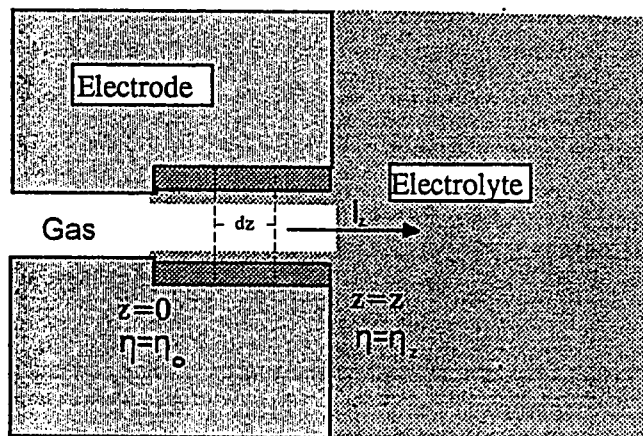 Electrode
Electrolyte
I_z
Gas
dz
z=0
η=η_o
z=z
η=η_z